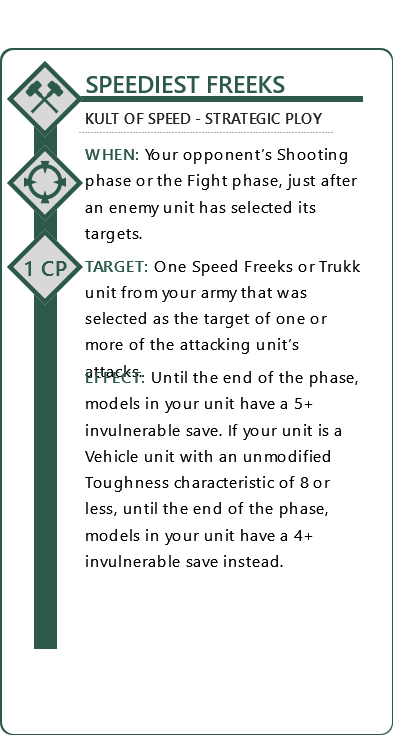 SPEEDIEST FREEKS
KULT OF SPEED - STRATEGIC PLOY
WHEN: Your opponent's Shooting
phase or the Fight phase, just after
an enemy unit has selected its
targets.
1 CP
TARGET: One Speed Freeks or Trukk
unit from your army that was
selected as the target of one or
more of the attacking unit's
attacks.
EFFECT: Until the end of the phase,
models in your unit have a 5+
invulnerable save. If your unit is a
Vehicle unit with an unmodified
Toughness characteristic of 8 or
less, until the end of the phase,
models in your unit have a 4+
invulnerable save instead.